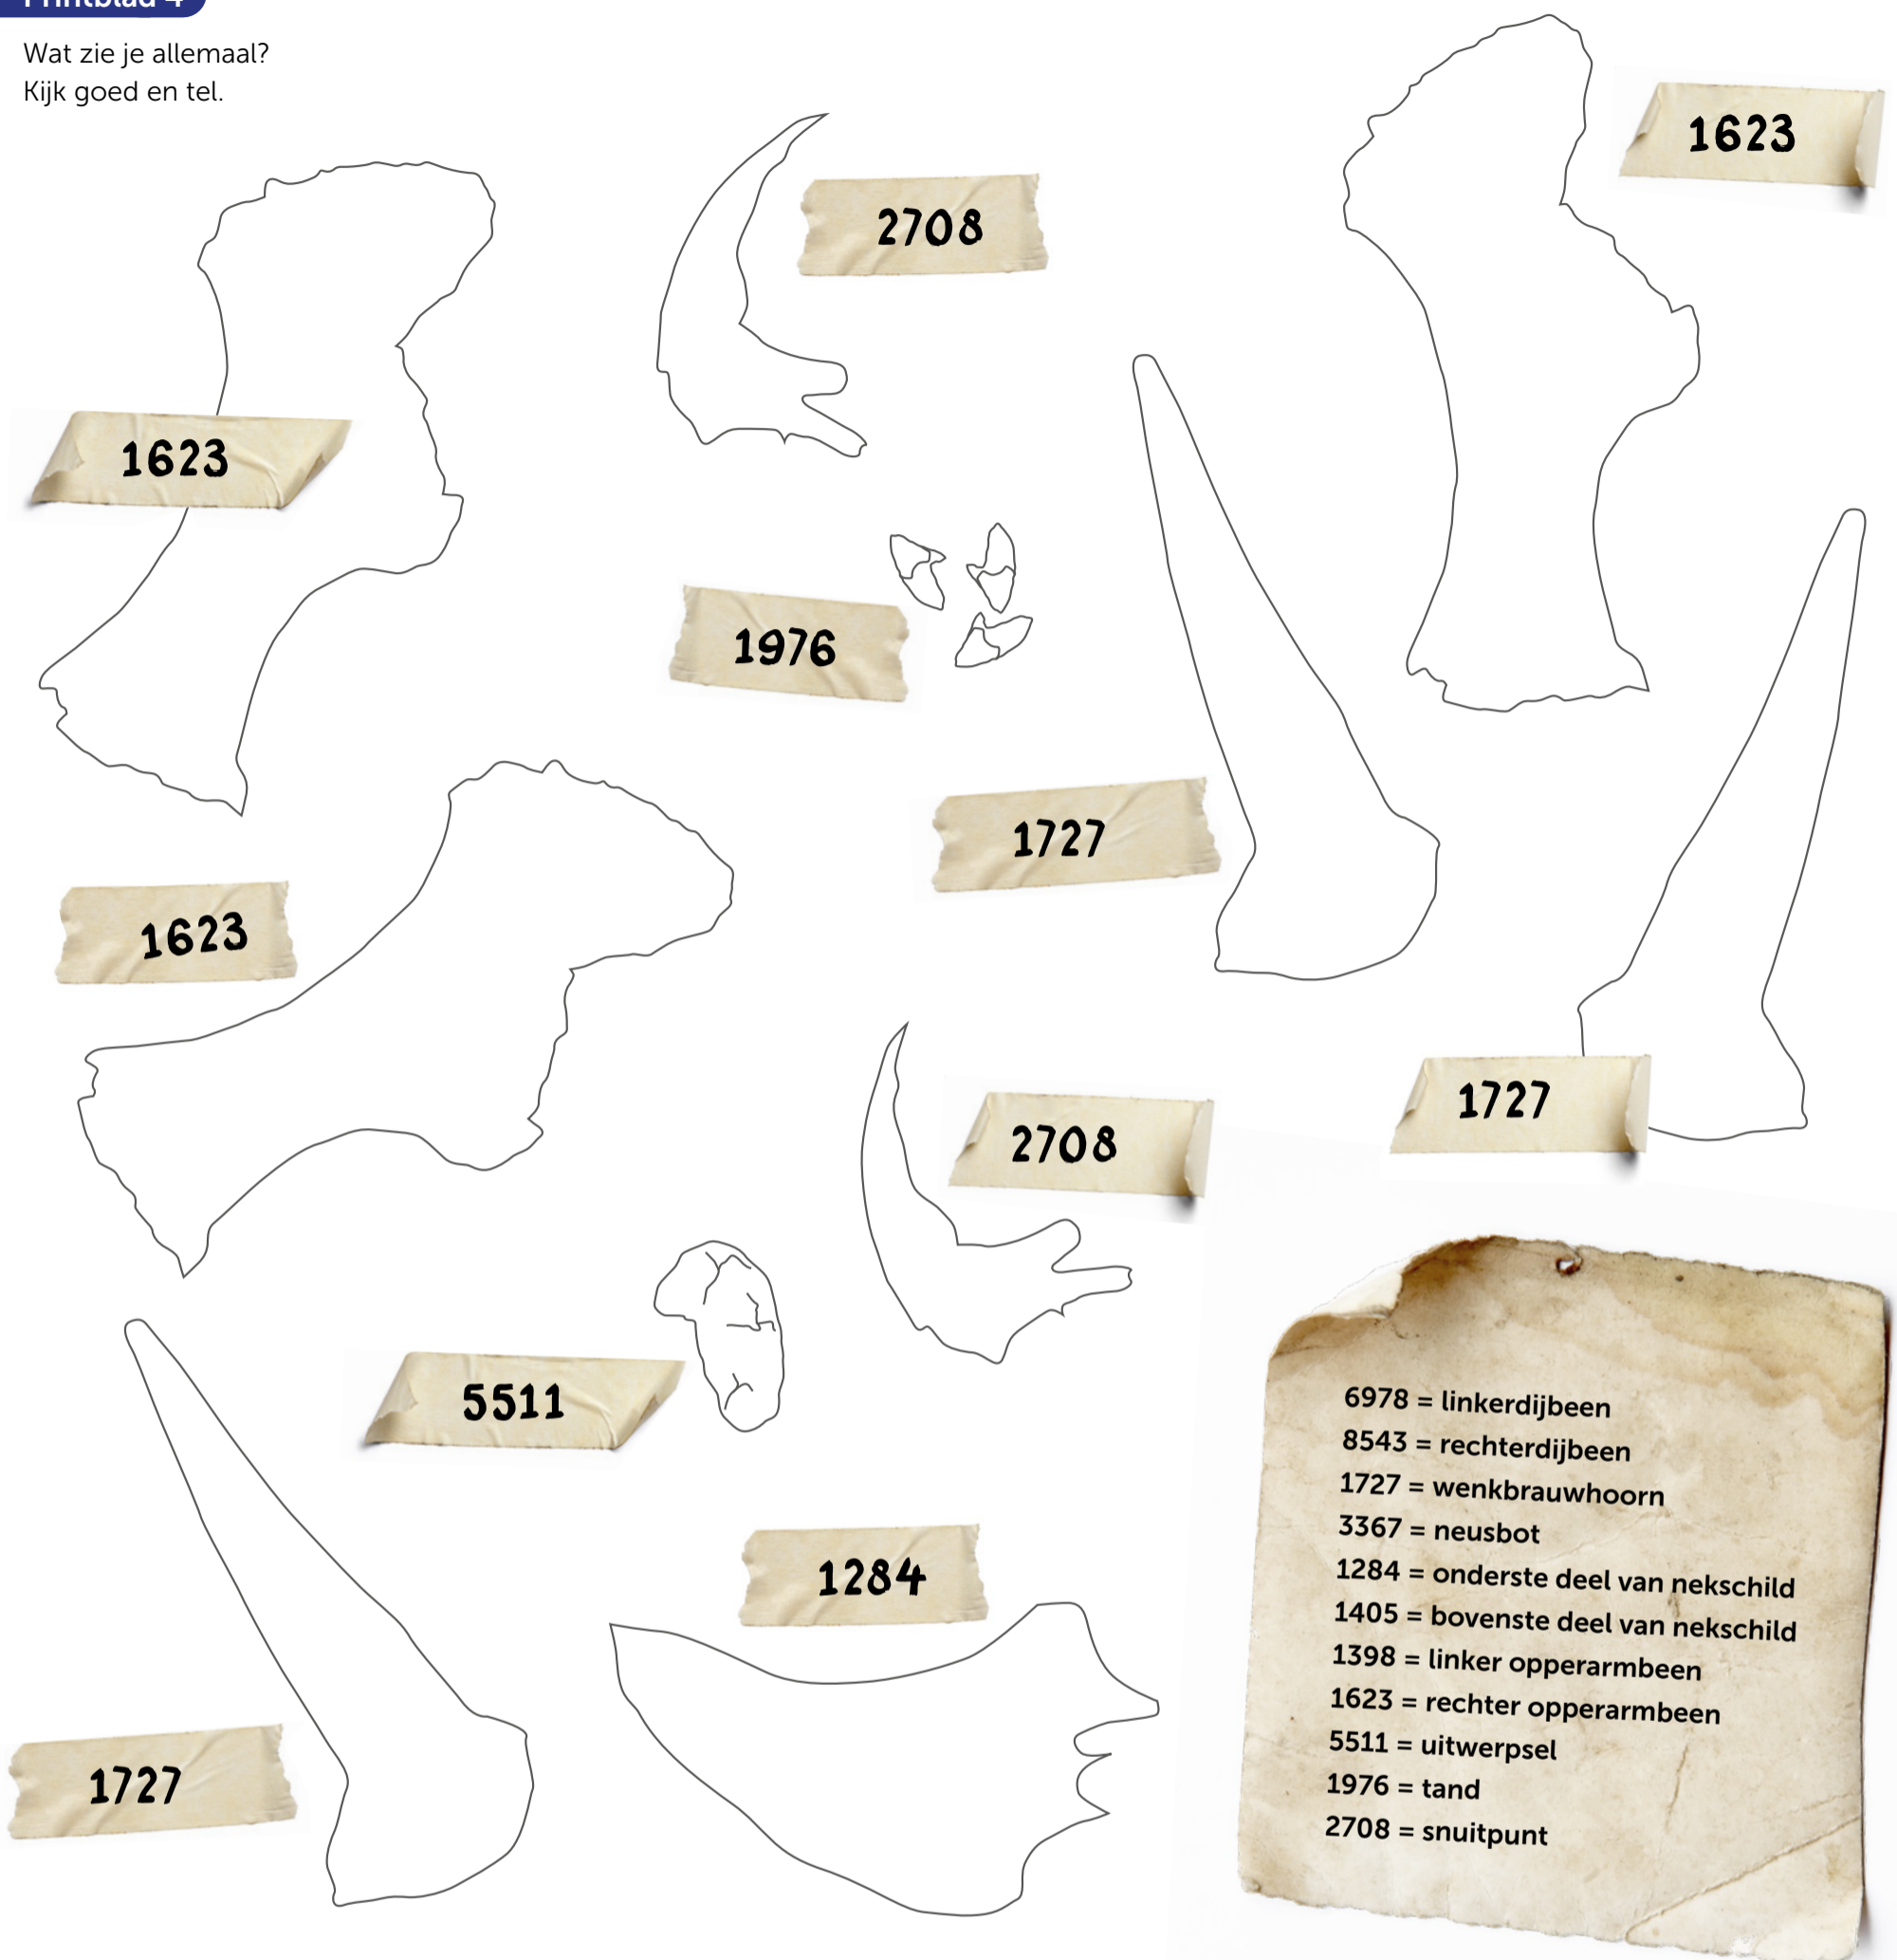 Printblad 4
Wat zie je allemaal?
Kijk goed en tel.
1623
2708
1623
1976
1727
1623
1727
2708
5511
1284
1727
6978 = linkerdijbeen
8543 = rechterdijbeen
1727 = wenkbrauwhoorn
3367 = neusbot
1284 = onderste deel van nekschild
1405 = bovenste deel van nekschild
1398 = linker opperarmbeen
1623 = rechter opperarmbeen
5511 = uitwerpsel
1976 = tand
2708 = snuitpunt